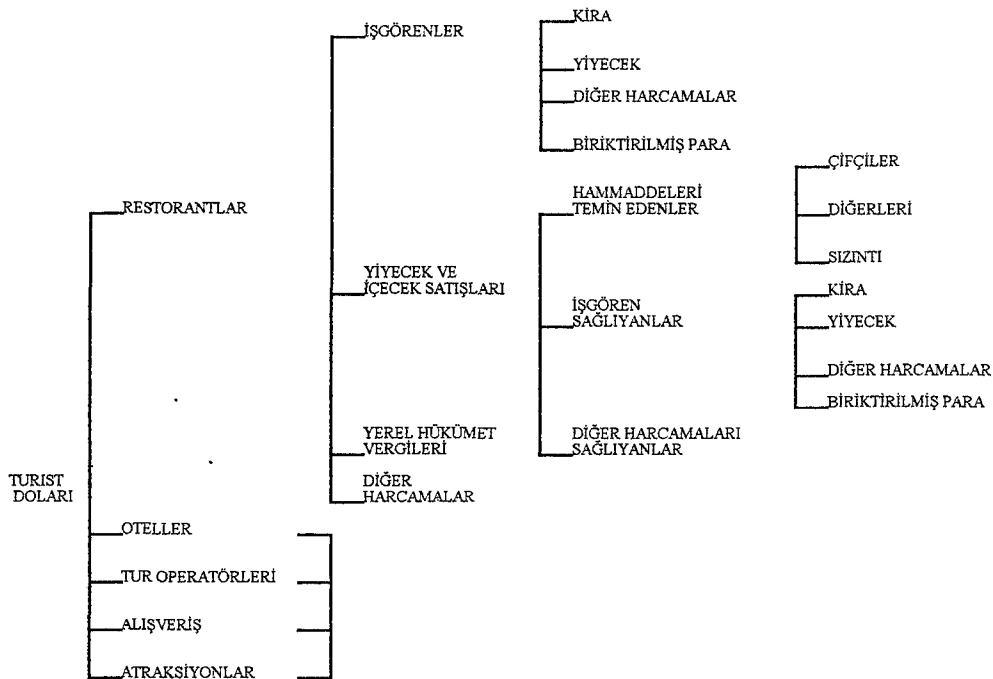 TURIST
DOLARI
RESTORANTLAR
OTELLER
TUR OPERATÖRLERİ
ALIŞVERİŞ
ATRAKSİYONLAR
İŞGÖRENLER
YİYECEK VE
İÇECEK SATIŞLARI
YEREL HÜKÜMET
VERGİLERİ
DİĞER
HARCAMALAR
KİRA
YİYECEK
DİĞER HARCAMALAR
BİRİKTİRİLMİŞ PARA
HAMMADDELERİ
TEMİN EDENLER
İŞGÖREN
SAĞLIYANLAR
DİĞER HARCAMALARI
SAĞLIYANLAR
ÇİFÇİLER
DİĞERLERİ
SIZINTI
KİRA
YİYECEK
DİĞER HARCAMALAR
BİRİKTİRİLMİŞ PARA